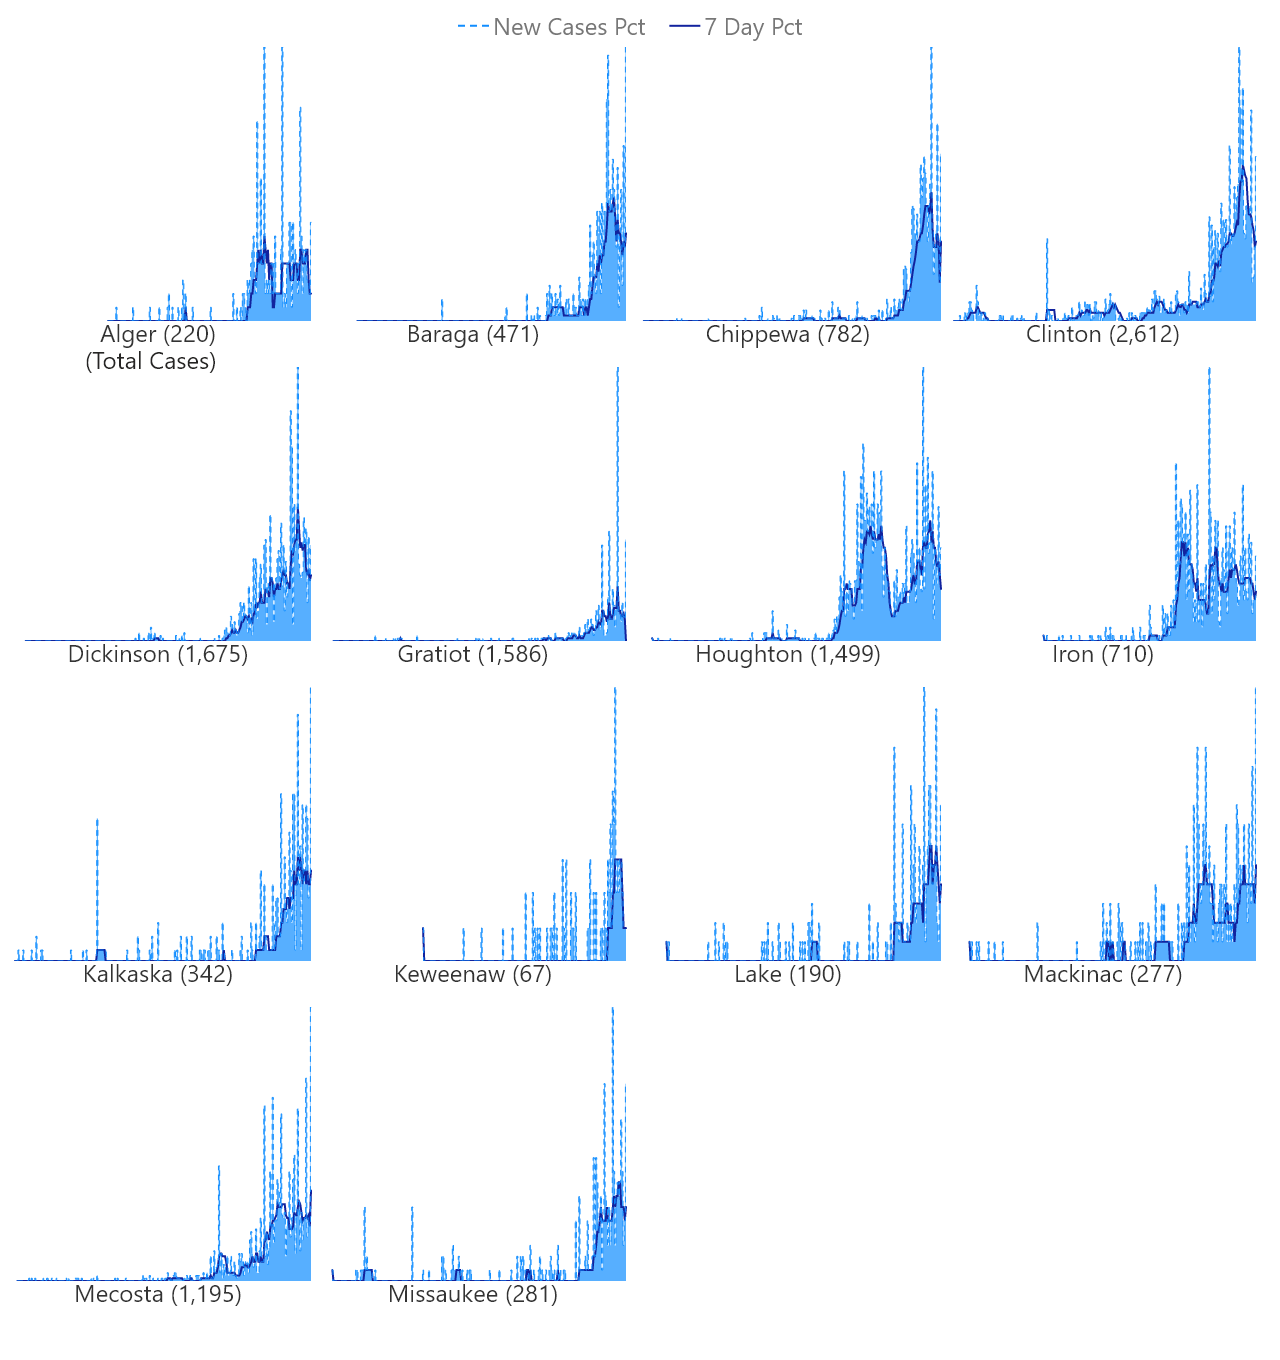 New Cases Pct 7 Day Pct
Alger (220)
(Total Cases)
Baraga (471)
Chippewa (782)
Clinton (2,612)
Dickinson (1,675)
Gratiot (1,586)
Houghton (1,499)
Iron (710)
Kalkaska (342)
Keweenaw (67)
Lake (190)
Mackinac (277)
Mecosta (1,195)
Missaukee (281)